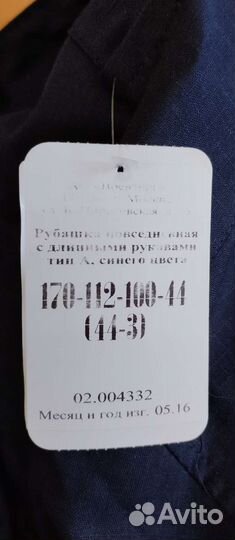 Рубашка повседневная
с длинными рукавами
тип А, синего цвета
170-112-100-44
(44-3)
02.004332
Месяц и год изг. 05.16
Avito